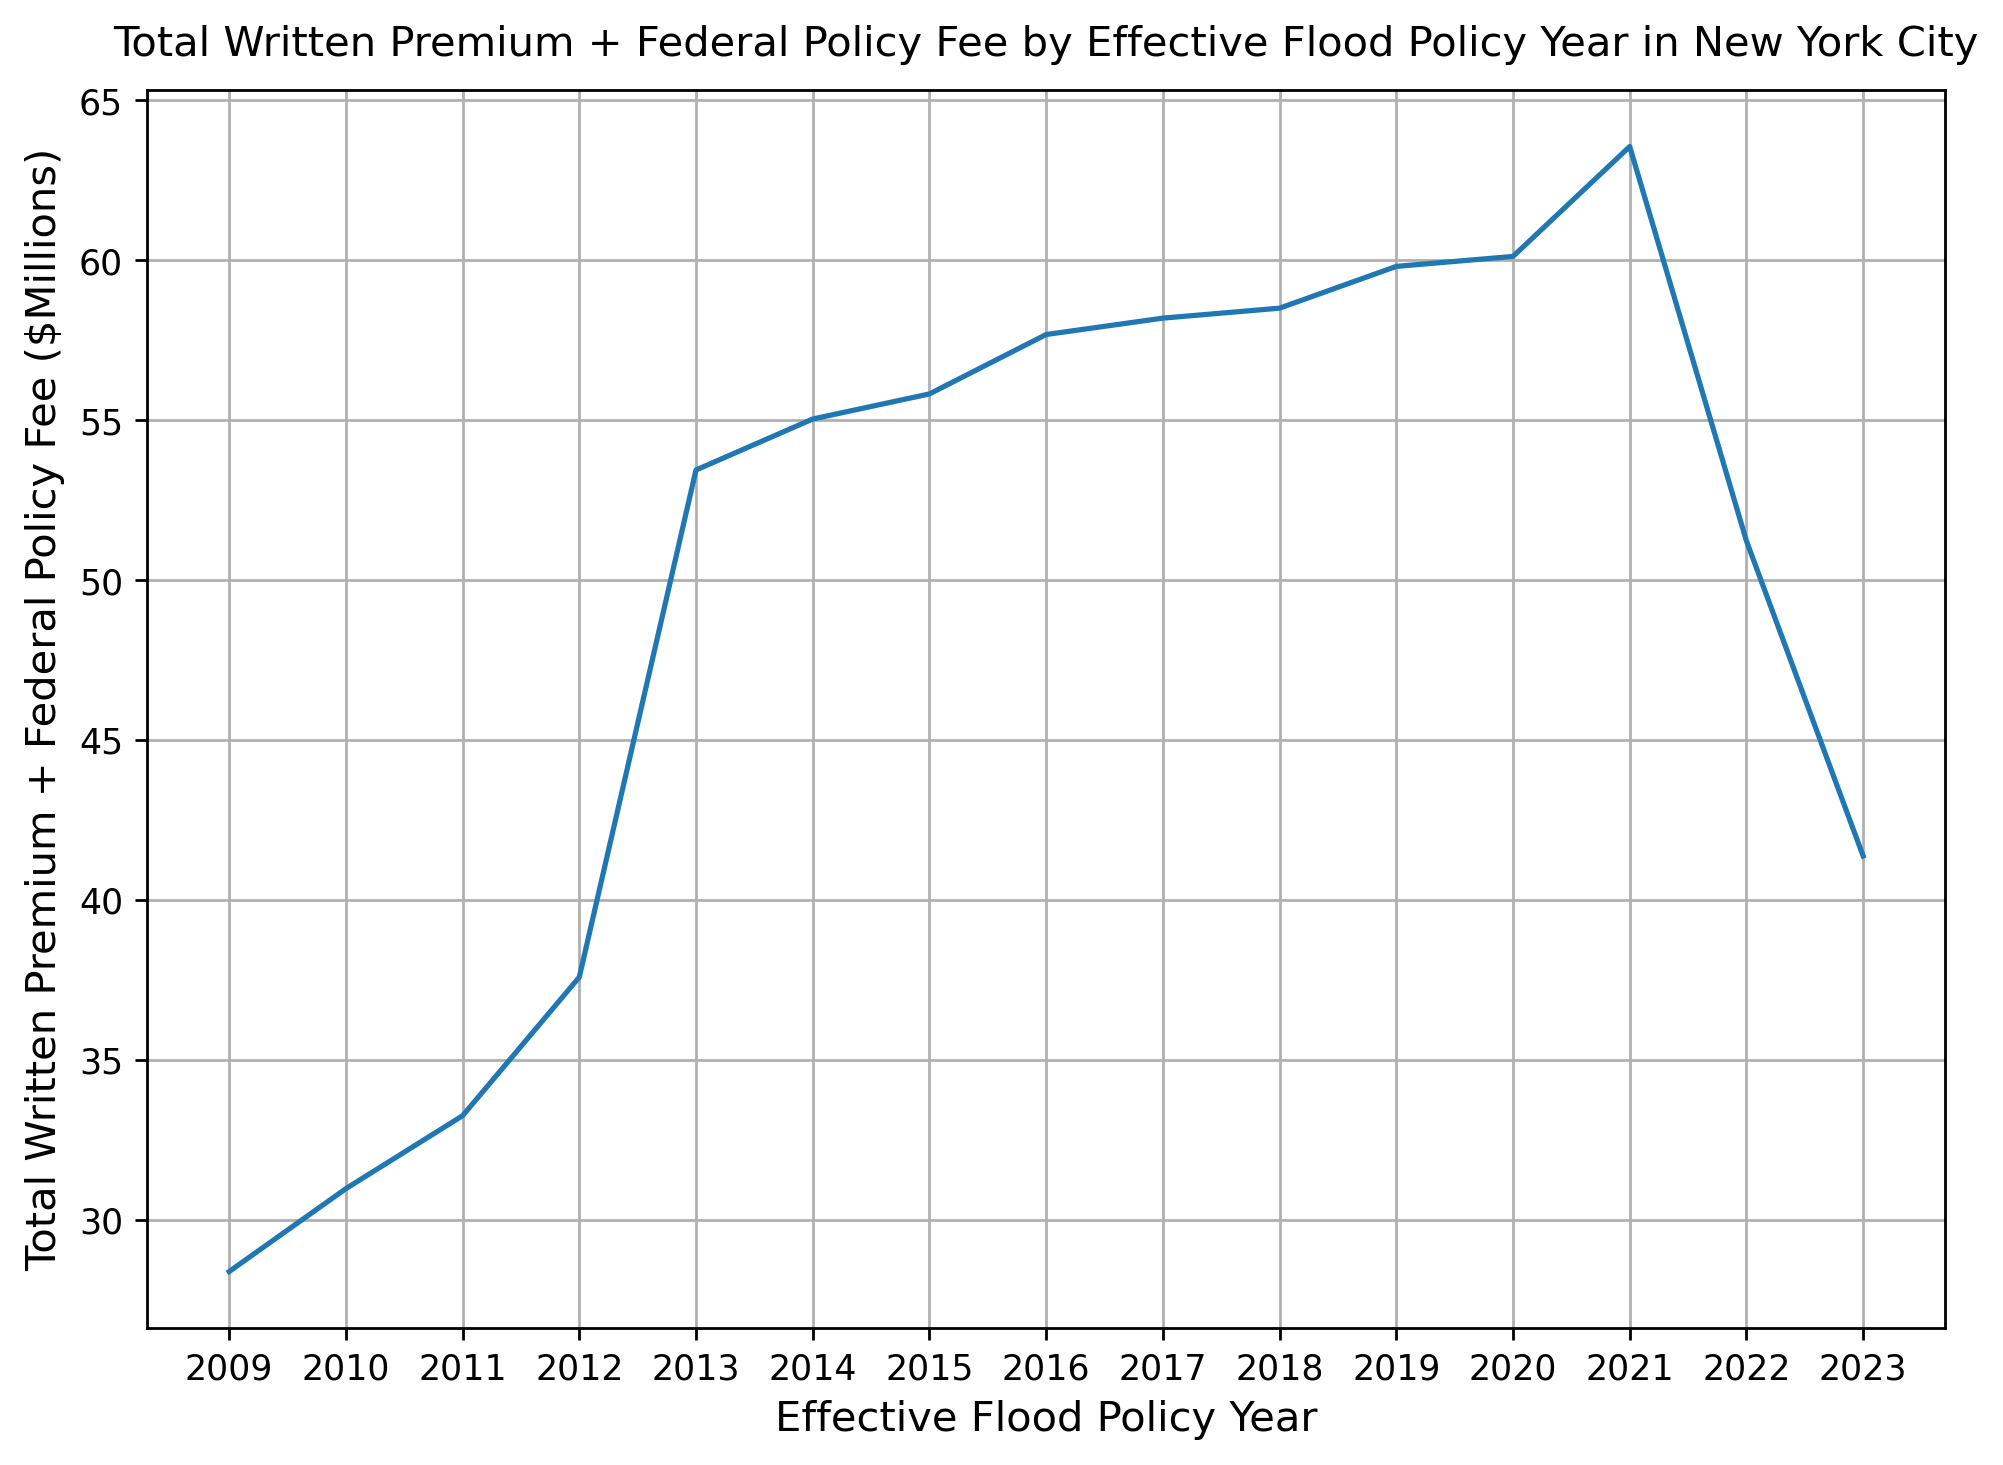 Total Written Premium + Federal Policy Fee by Effective Flood Policy Year in New York City
Total Written Premium + Federal Policy Fee ($Millions)
65
60
55
50
45
40
35
30
2009 2010 2011 2012 2013 2014 2015 2016 2017 2018 2019 2020 2021 2022 2023
Effective Flood Policy Year